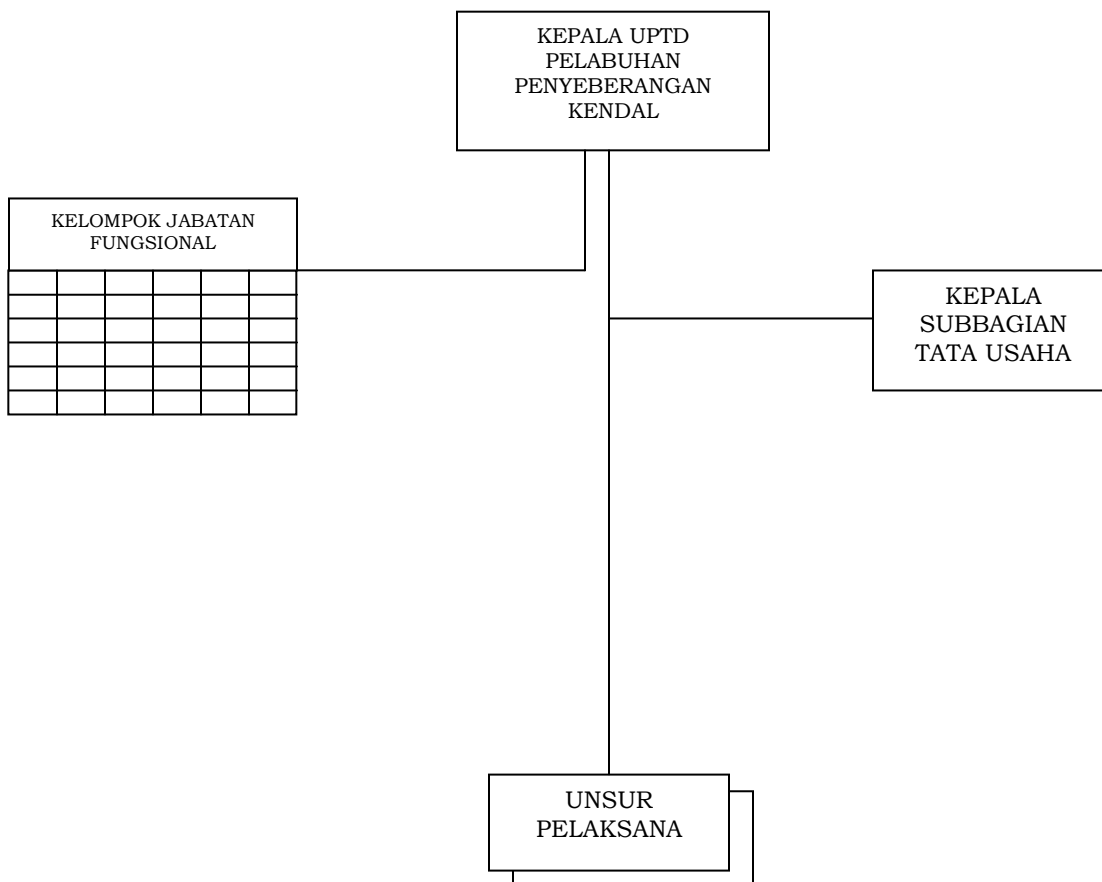 KEPALA UPTD
PELABUHAN
PENYEBERANGAN
KENDAL
KELOMPOK JABATAN
FUNGSIONAL
KEPALA
SUBBAGIAN
TATA USAHA
UNSUR
PELAKSANA